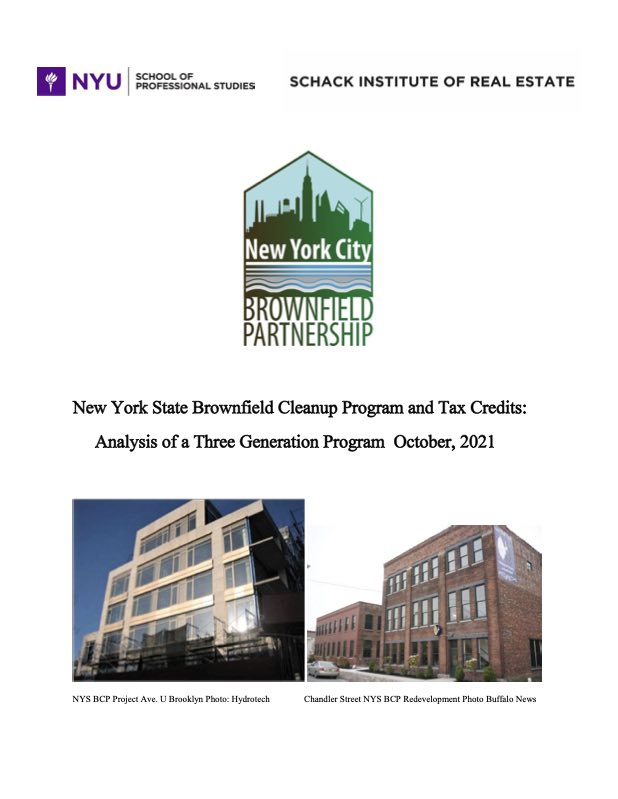 NYU SCHOOL OF
PROFESSIONAL STUDIES
SCHACK INSTITUTE OF REAL ESTATE
New York City
BROWNFIELD
PARTNERSHIP
New York State Brownfield Cleanup Program and Tax Credits:
Analysis of a Three Generation Program October, 2021
NYS BCP Project Ave. U Brooklyn Photo: Hydrotech
Chandler Street NYS BCP Redevelopment Photo Buffalo News